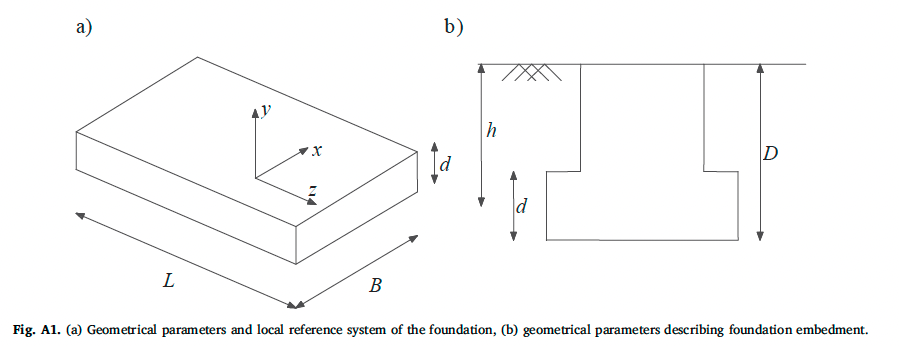 a)
b)
y
x
z
d
L
B
h
d
D
Fig. A1. (a) Geometrical parameters and local reference system of the foundation, (b) geometrical parameters describing foundation embedment.